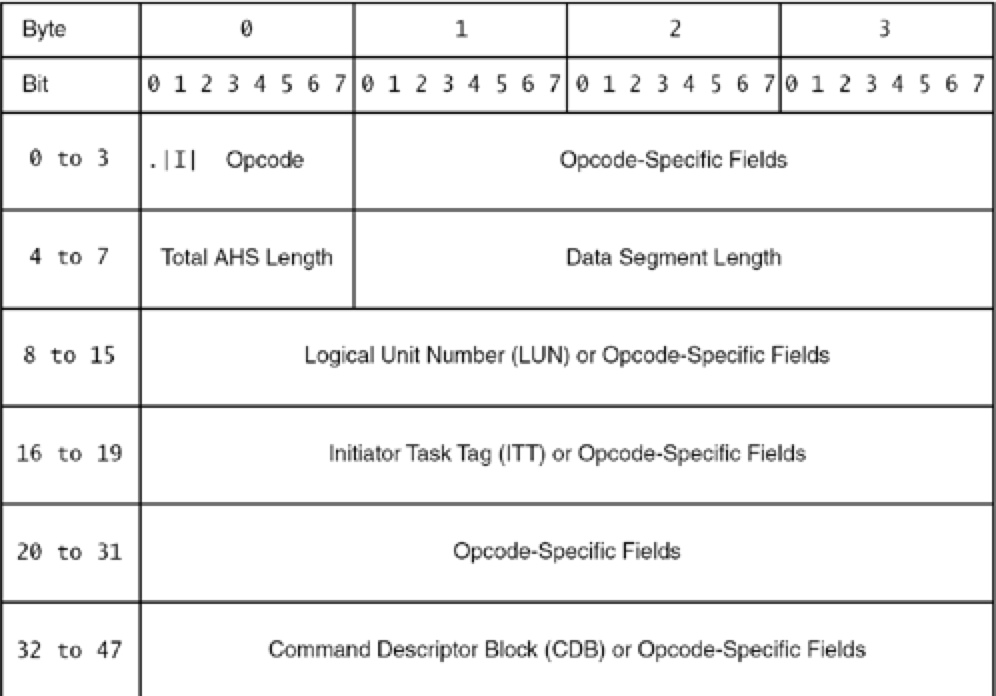 Byte 0 1 2 3
Bit 0 1 2 3 4 5 6 7 0 1 2 3 4 5 6 7 0 1 2 3 4 5 6 7 0 1 2 3 4 5 6 7
0 to 3 .|I| Opcode Opcode-Specific Fields
4 to 7 Total AHS Length Data Segment Length
8 to 15 Logical Unit Number (LUN) or Opcode-Specific Fields
16 to 19 Initiator Task Tag (ITT) or Opcode-Specific Fields
20 to 31 Opcode-Specific Fields
32 to 47 Command Descriptor Block (CDB) or Opcode-Specific Fields